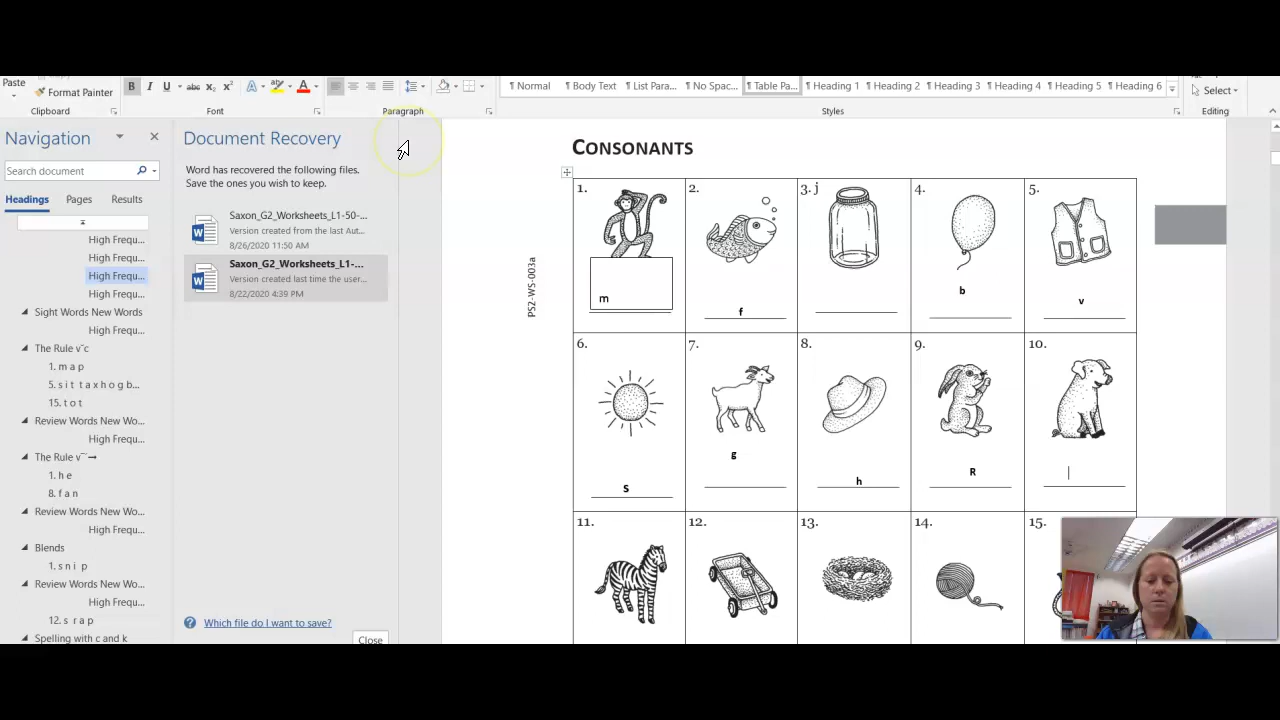 Paste
Format Painter
B I U abc x₂ x² A ab A
¶ Normal ¶ Body Text ¶ List Para... ¶ No Spac... ¶ Table Pa... ¶ Heading 1 ¶ Heading 2 ¶ Heading 3 ¶ Heading 4 ¶ Heading 5 ¶ Heading 6
Select
Clipboard Font Paragraph Styles Editing
Navigation
Search document
Headings Pages Results
High Frequ...
High Frequ...
High Frequ...
High Frequ...
Sight Words New Words
High Frequ...
The Rule v˘c
1. m a p
5. s i t t a x h o g b...
15. t o t
Review Words New Wo...
High Frequ...
The Rule v¯➞
1. h e
8. f a n
Review Words New Wo...
High Frequ...
Blends
1. s n i p
Review Words New Wo...
High Frequ...
12. s r a p
Spelling with c and k
Document Recovery
Word has recovered the following files.
Save the ones you wish to keep.
Saxon_G2_Worksheets_L1-50-...
Version created from the last Aut...
8/26/2020 11:50 AM
Saxon_G2_Worksheets_L1-...
Version created last time the user...
8/22/2020 4:39 PM
Which file do I want to save?
Close
CONSONANTS
PS2-WS-003a
1. 2. 3. j 4. 5.
m f b v
6. 7. 8. 9. 10.
S g h R
11. 12. 13. 14. 15.